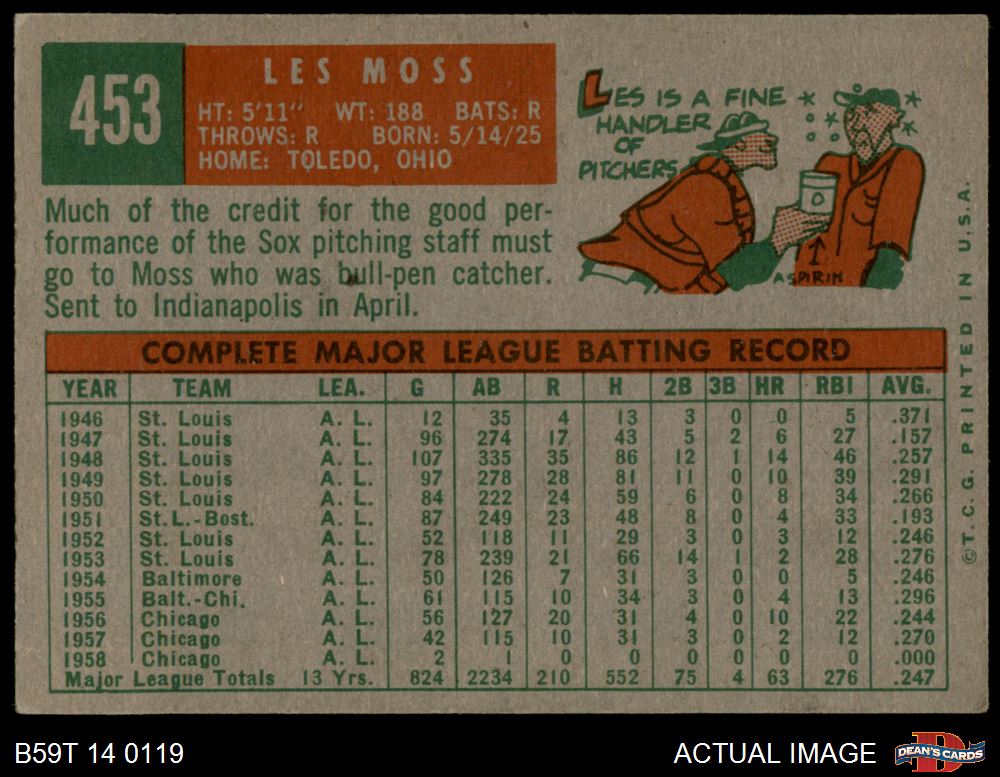 453
LES MOSS
HT: 5'11" WT: 188 BATS: R
THROWS: R BORN: 5/14/25
HOME: TOLEDO, OHIO
Much of the credit for the good per-
formance of the Sox pitching staff must
go to Moss who was bull-pen catcher.
Sent to Indianapolis in April.
LES IS A FINE
HANDLER
OF
PITCHERS
ASPIRIN
COMPLETE MAJOR LEAGUE BATTING RECORD
YEAR TEAM LEA. G AB R H 2B 3B HR RBI AVG.
1946 St. Louis A. L. 12 35 4 13 3 0 0 5 .371
1947 St. Louis A. L. 96 274 17 43 5 2 6 27 .157
1948 St. Louis A. L. 107 335 35 86 12 1 14 46 .257
1949 St. Louis A. L. 97 278 28 81 11 0 10 39 .291
1950 St. Louis A. L. 84 222 24 59 6 0 8 34 .266
1951 St.L.-Bost. A. L. 87 249 23 48 8 0 4 33 .193
1952 St. Louis A. L. 52 118 11 29 3 0 3 12 .246
1953 St. Louis A. L. 78 239 21 66 14 1 2 28 .276
1954 Baltimore A. L. 50 126 7 31 3 0 0 5 .246
1955 Balt.-Chi. A. L. 61 115 10 34 3 0 4 13 .296
1956 Chicago A. L. 56 127 20 31 4 0 10 22 .244
1957 Chicago A. L. 42 115 10 31 3 0 2 12 .270
1958 Chicago A. L. 2 1 0 0 0 0 0 0 .000
Major League Totals 13 Yrs. 824 2234 210 552 75 4 63 276 .247
©T. C. G. PRINTED IN U.S.A.
B59T 14 0119
ACTUAL IMAGE
DEAN'S CARDS